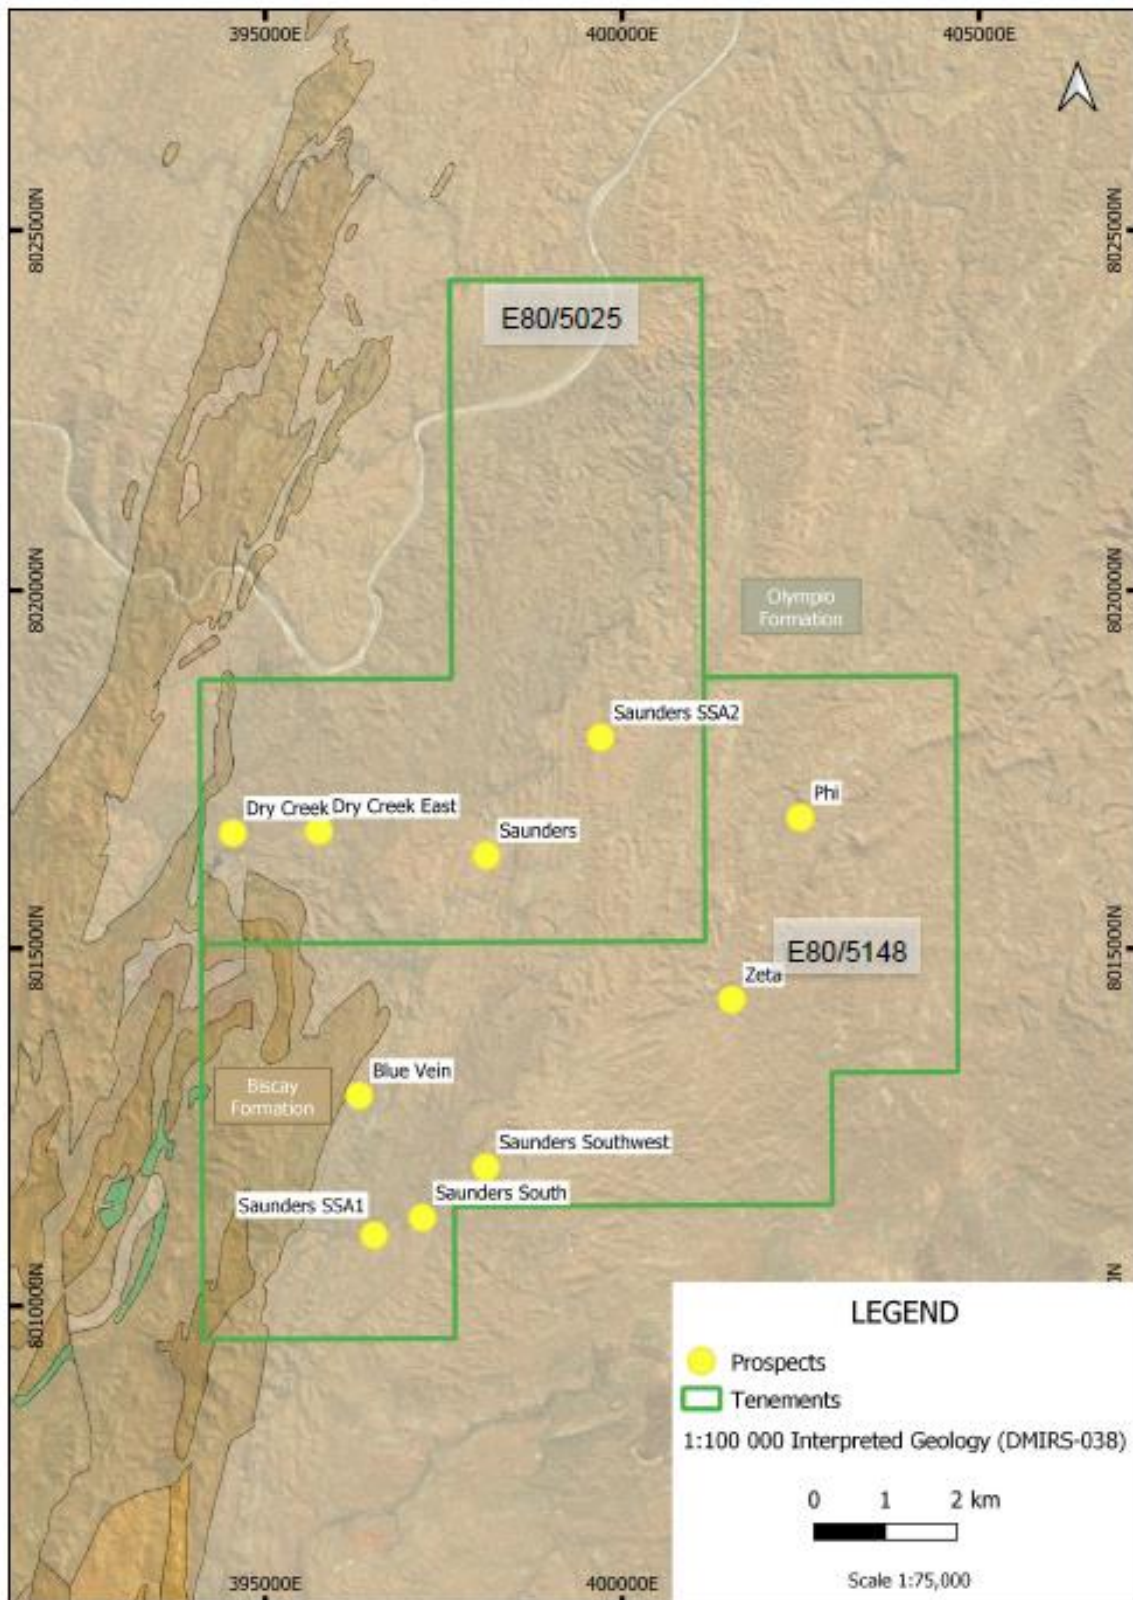 395000E
400000E
405000E
8025000N
8025000N
E80/5025
8020000N
8020000N
Olympio
Formation
Saunders SSA2
Phi
Dry Creek
Dry Creek East
Saunders
8015000N
8015000N
E80/5148
Zeta
Blue Vein
Biscay
Formation
Saunders Southwest
Saunders South
Saunders SSA1
8010000N
N
LEGEND
Prospects
Tenements
1:100 000 Interpreted Geology (DMIRS-038)
0 1 2 km
Scale 1:75,000
395000E
400000E